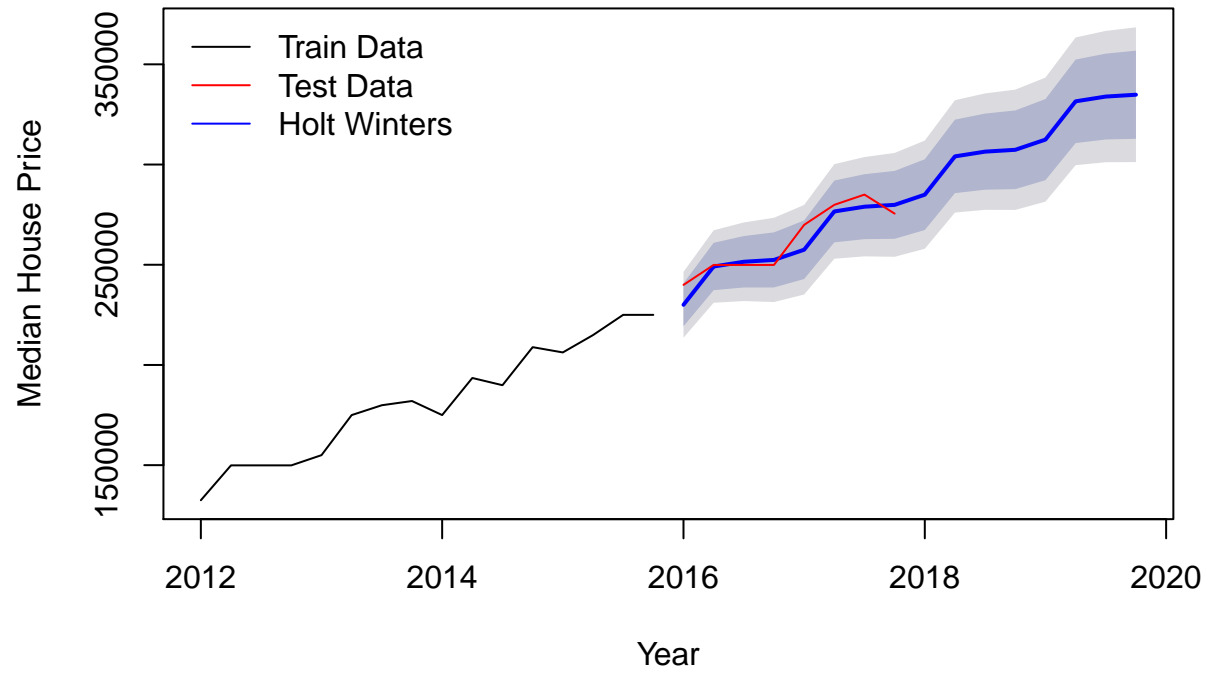 Train Data
Test Data
Holt Winters
Median House Price
350000
250000
150000
2012 2014 2016 2018 2020
Year